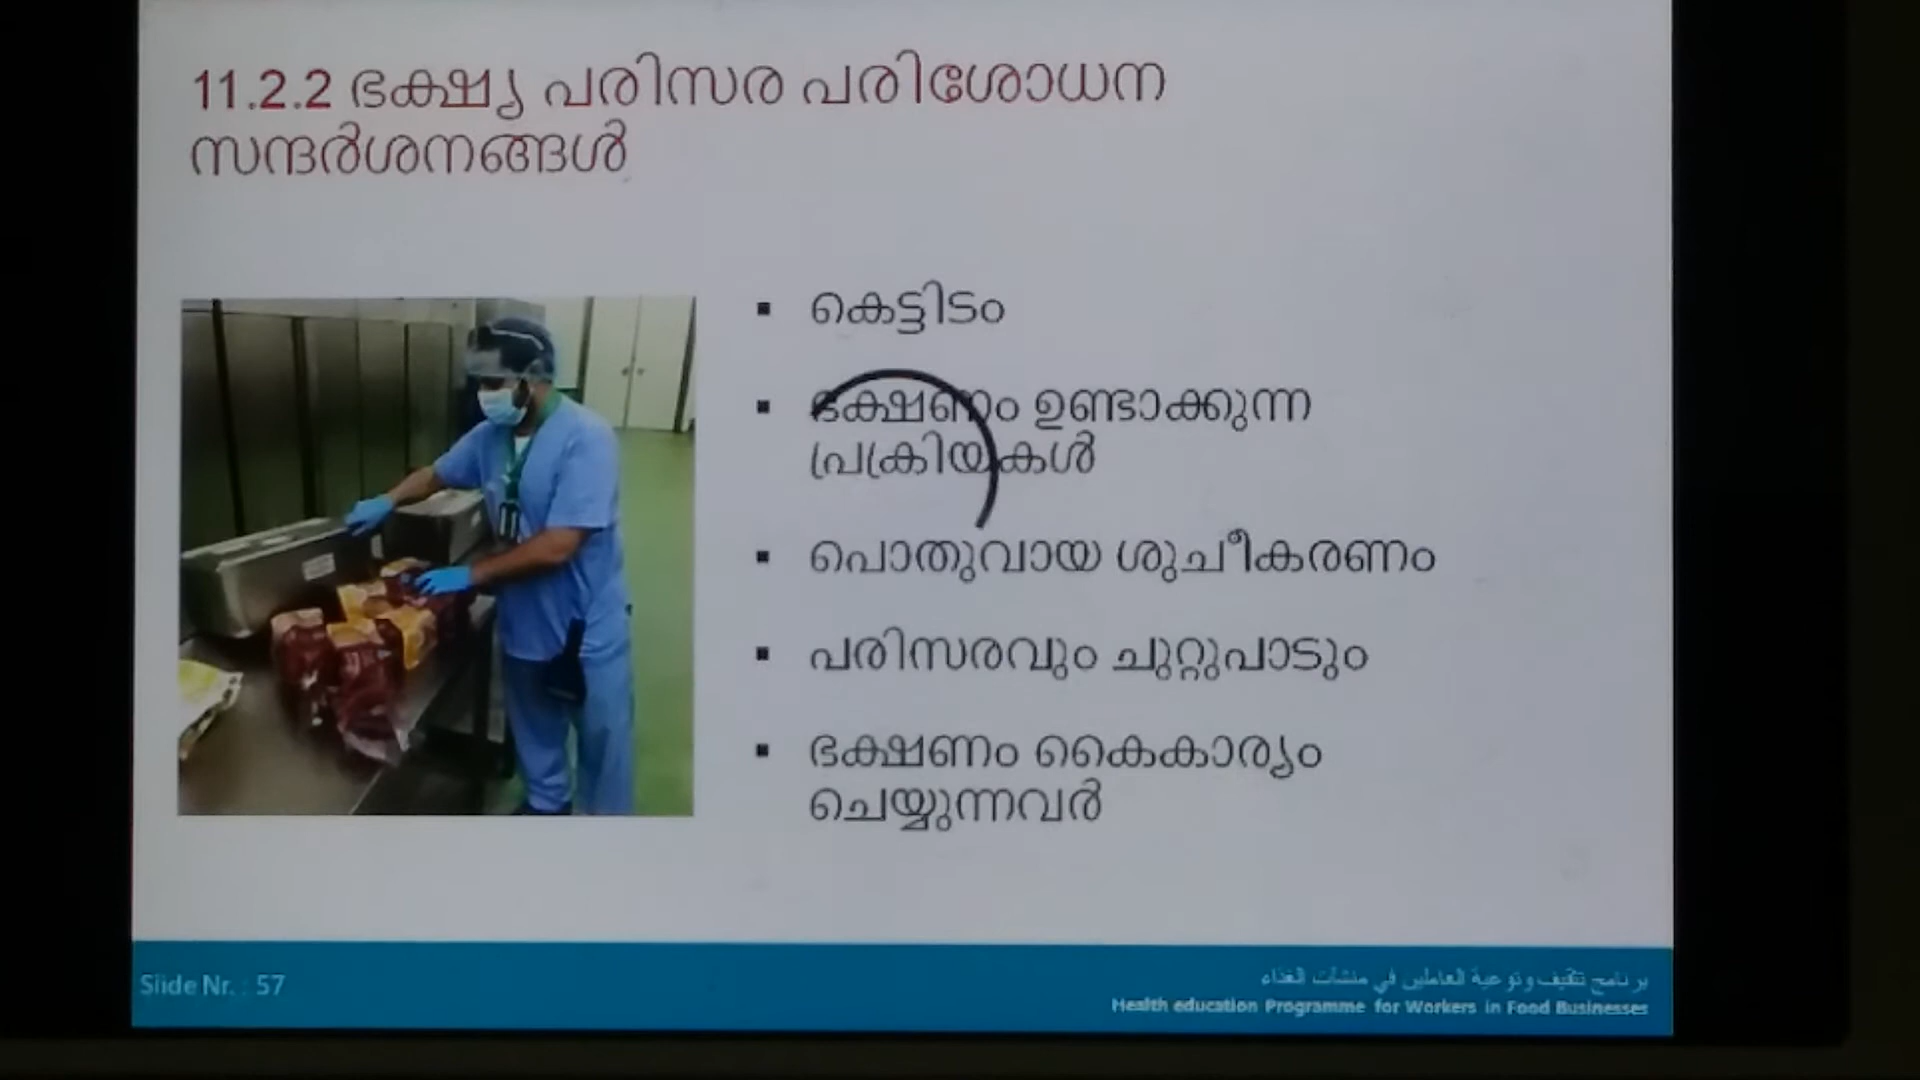 11.2.2 ഭക്ഷ്യ പരിസര പരിശോധന
സന്ദർശനങ്ങൾ
▪ കെട്ടിടം
▪ ഭക്ഷണം ഉണ്ടാക്കുന്ന
പ്രക്രിയകൾ
▪ പൊതുവായ ശുചീകരണം
▪ പരിസരവും ചുറ്റുപാടും
▪ ഭക്ഷണം കൈകാര്യം
ചെയ്യുന്നവർ
Slide Nr. : 57
برنامج تثقيف وتوعية العاملين في منشآت الغذاء
Health education Programme for Workers in Food Businesses